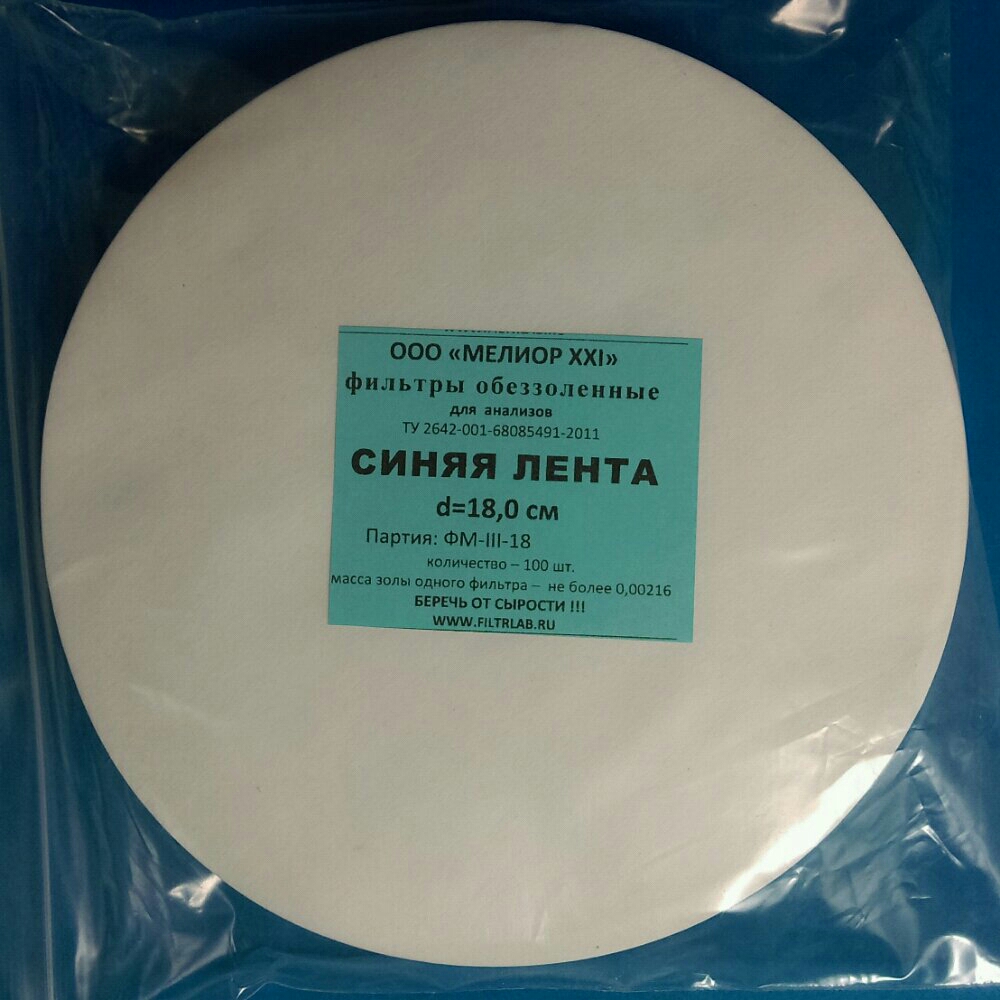 ООО «МЕЛИОР XXI»
фильтры обеззоленные
для анализов
ТУ 2642-001-68085491-2011
СИНЯЯ ЛЕНТА
d=18,0 см
Партия: ФМ-III-18
количество – 100 шт.
масса золы одного фильтра – не более 0,00216
БЕРЕЧЬ ОТ СЫРОСТИ !!!
WWW.FILTRLAB.RU